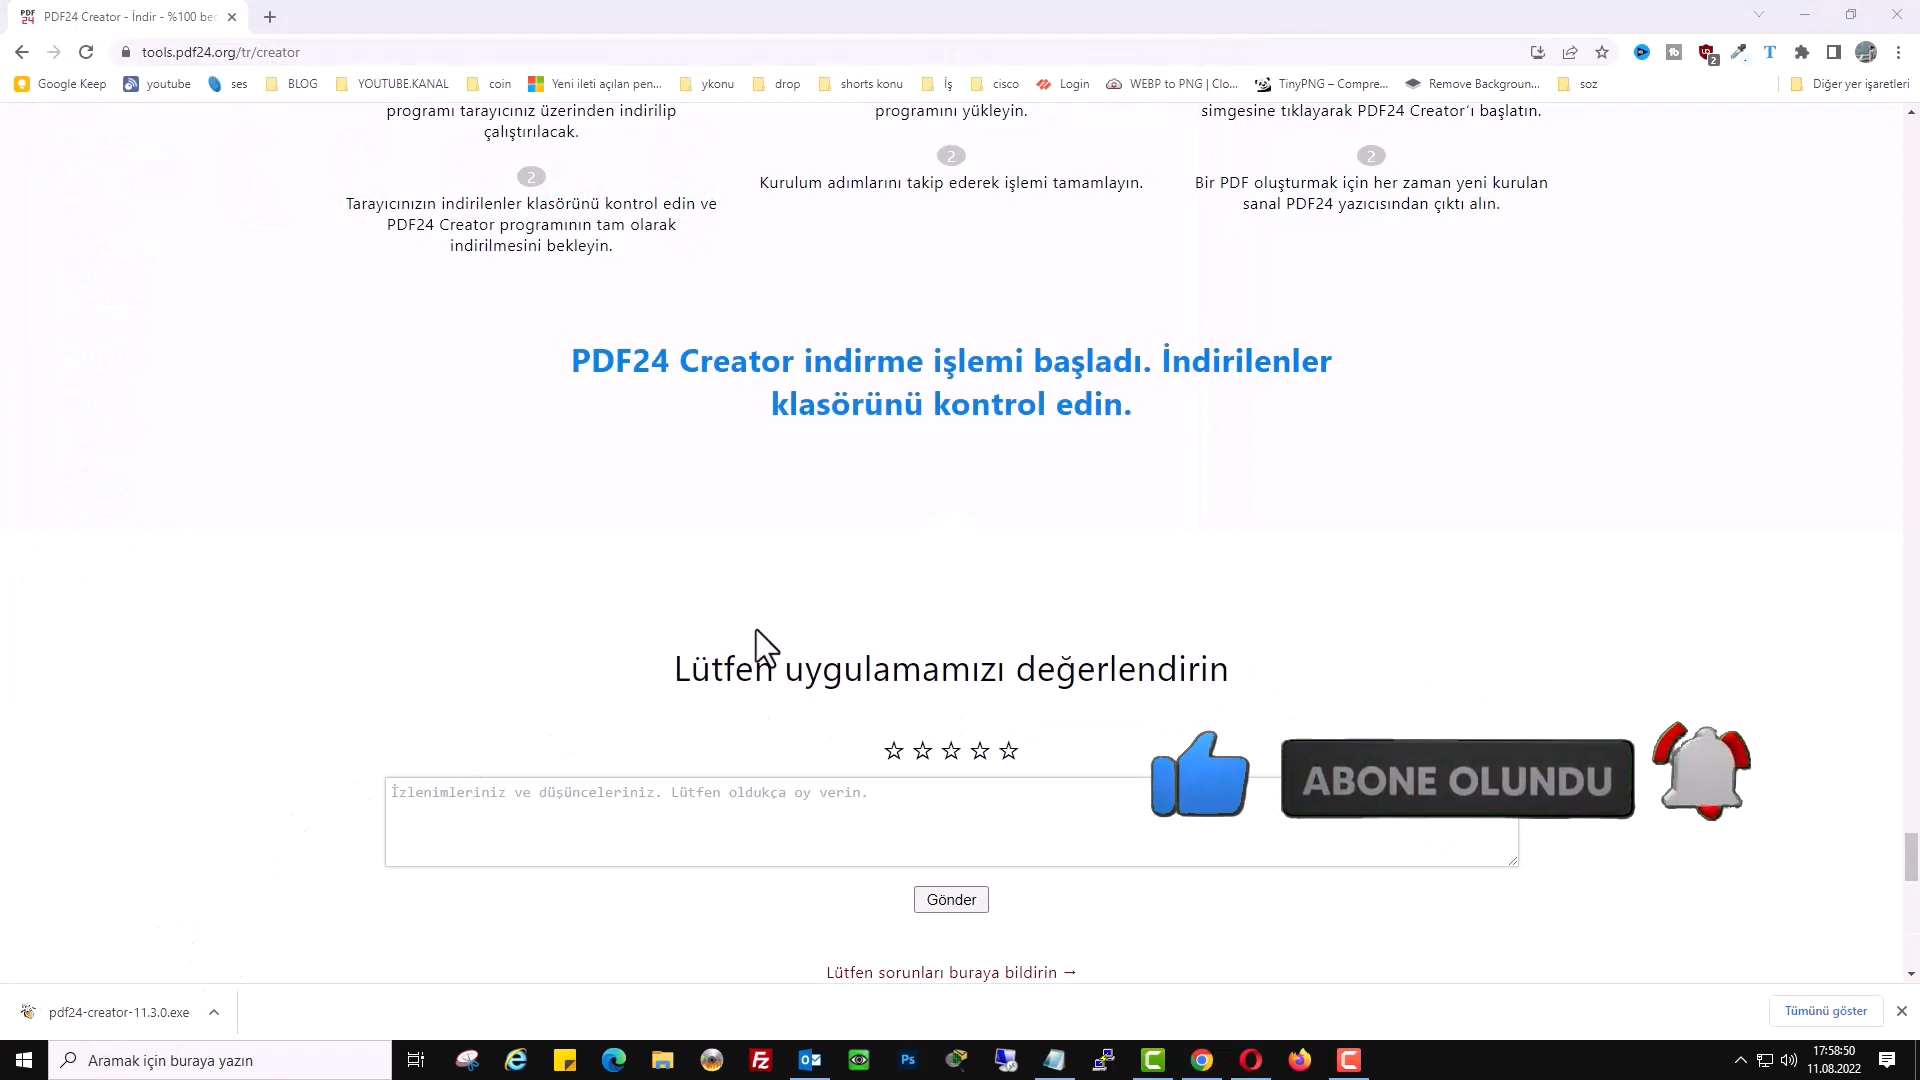 PDF24 Creator - İndir - %100 bec
tools.pdf24.org/tr/creator
2
Google Keep
youtube
ses
BLOG
YOUTUBE.KANAL
coin
Yeni ileti açılan pen...
ykonu
drop
shorts konu
İş
cisco
Login
WEBP to PNG | Clo...
TinyPNG – Compre...
Remove Backgroun...
soz
Diğer yer işaretleri
programı tarayıcınız üzerinden indirilip
çalıştırılacak.
2
Tarayıcınızın indirilenler klasörünü kontrol edin ve
PDF24 Creator programının tam olarak
indirilmesini bekleyin.
programını yükleyin.
2
Kurulum adımlarını takip ederek işlemi tamamlayın.
simgesine tıklayarak PDF24 Creator'ı başlatın.
2
Bir PDF oluşturmak için her zaman yeni kurulan
sanal PDF24 yazıcısından çıktı alın.
PDF24 Creator indirme işlemi başladı. İndirilenler
klasörünü kontrol edin.
Lütfen uygulamamızı değerlendirin
İzlenimleriniz ve düşünceleriniz. Lütfen oldukça oy verin.
ABONE OLUNDU
Gönder
Lütfen sorunları buraya bildirin →
pdf24-creator-11.3.0.exe
Tümünü göster
Aramak için buraya yazın
17:58:50
11.08.2022